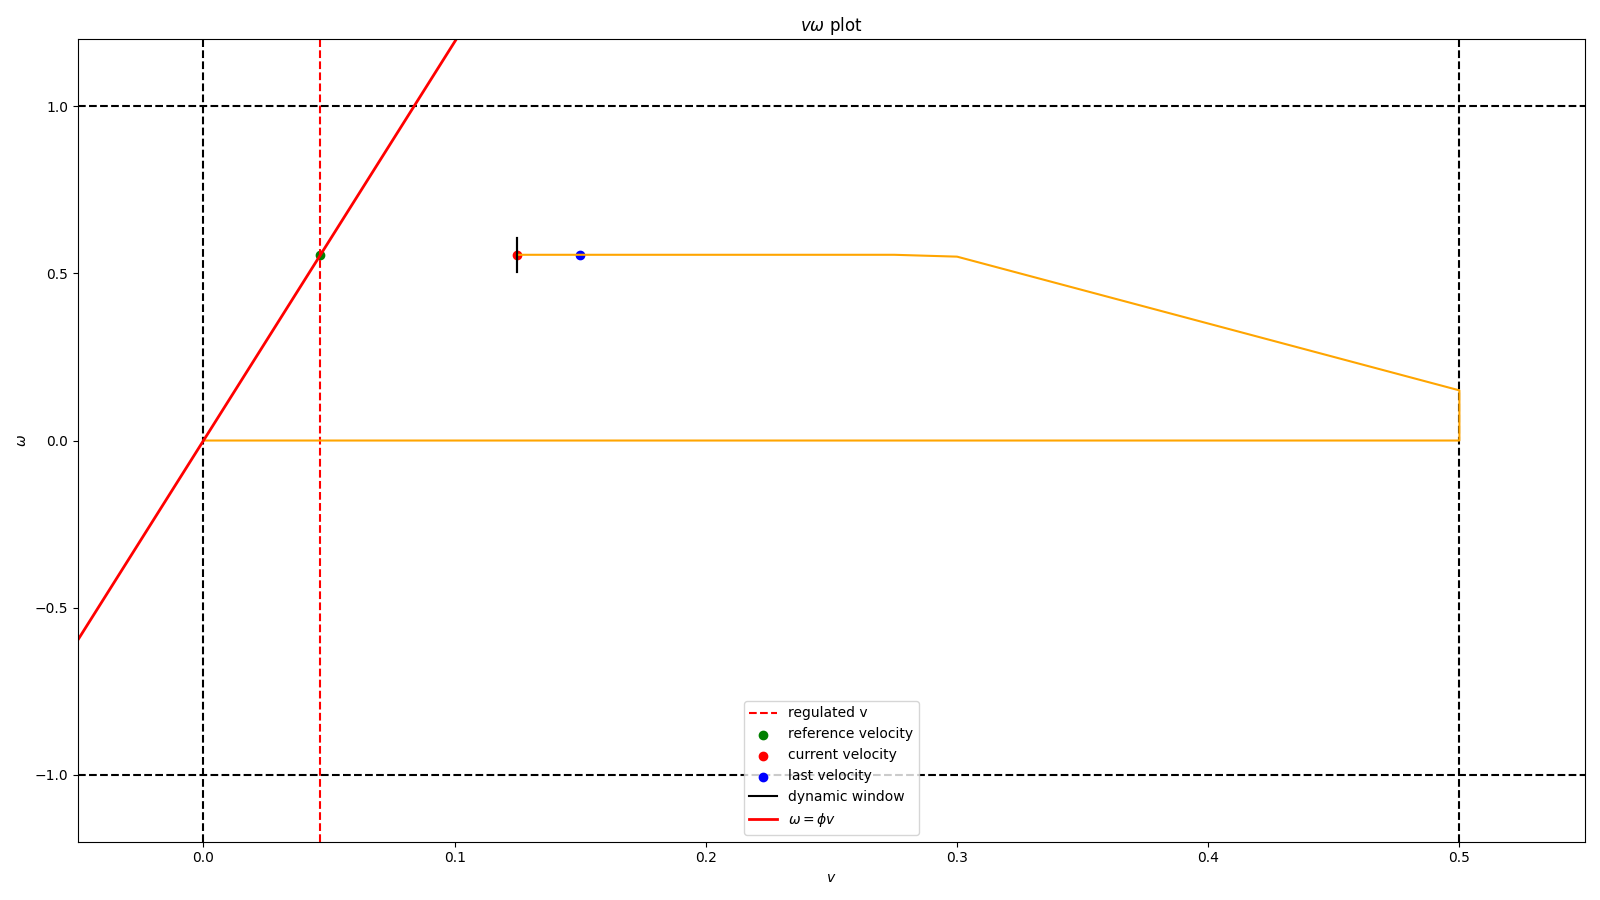 vω plot
ω
1.0
0.5
0.0
−0.5
−1.0
regulated v
reference velocity
current velocity
last velocity
dynamic window
ω = ϕv
0.0 0.1 0.2 0.3 0.4 0.5
v